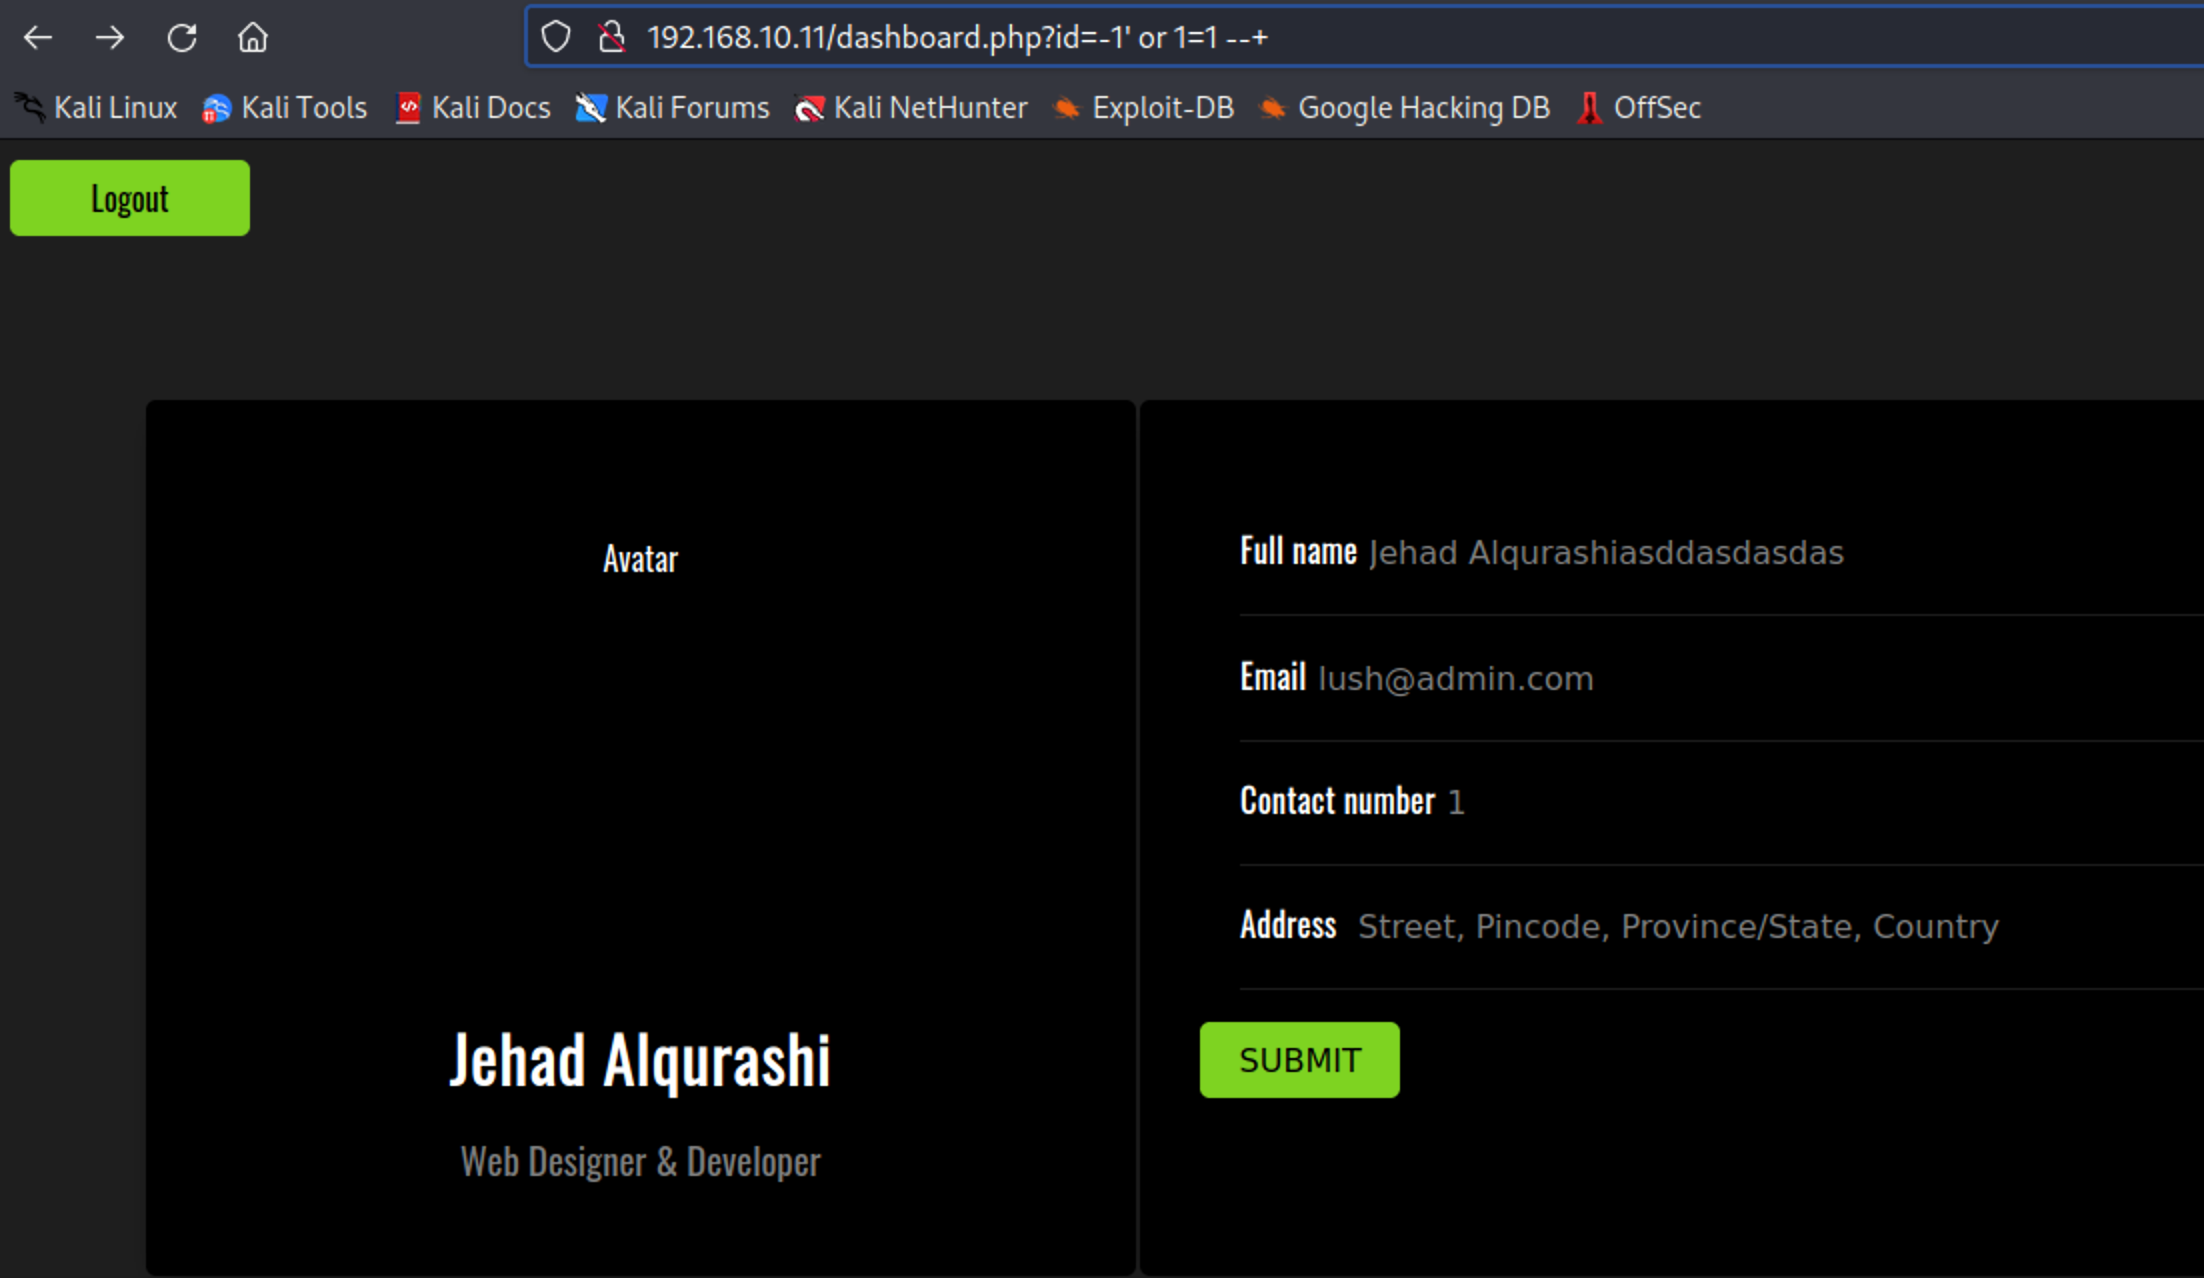 192.168.10.11/dashboard.php?id=-1' or 1=1 --+
Kali Linux Kali Tools Kali Docs Kali Forums Kali NetHunter Exploit-DB Google Hacking DB OffSec
Logout
Avatar
Jehad Alqurashi
Web Designer & Developer
Full name Jehad Alqurashiasddasdasdas
Email lush@admin.com
Contact number 1
Address Street, Pincode, Province/State, Country
SUBMIT